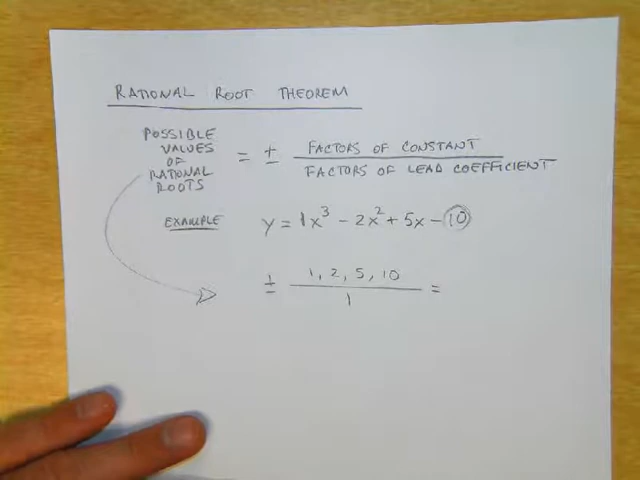 RATIONAL ROOT THEOREM
POSSIBLE
VALUES
OF
RATIONAL
ROOTS
= ± FACTORS OF CONSTANT
FACTORS OF LEAD COEFFICIENT
EXAMPLE y = 1x³ - 2x² + 5x - 10
± 1, 2, 5, 10 =
1